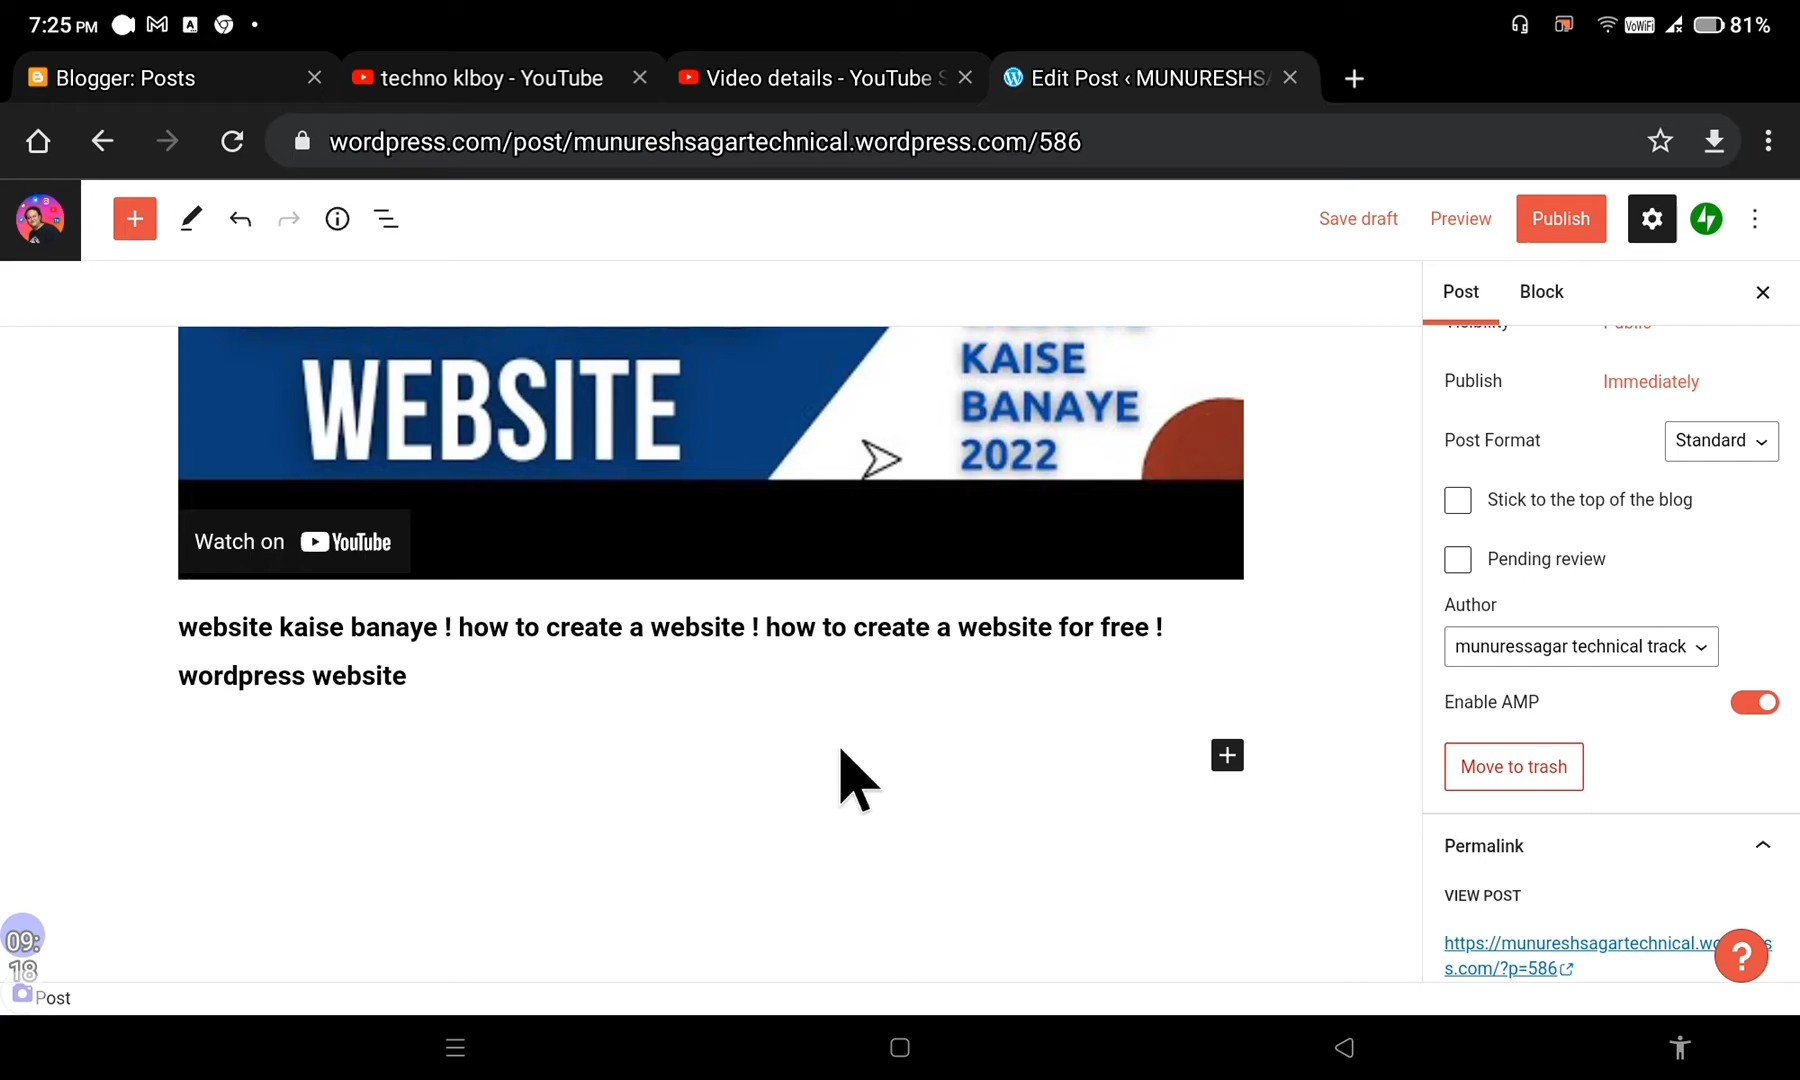 7:25 PM
VoWiFi
81%
Blogger: Posts
techno klboy - YouTube
Video details - YouTube S
Edit Post ‹ MUNURESHSA
wordpress.com/post/munureshsagartechnical.wordpress.com/586
Save draft
Preview
Publish
Post
Block
Public
Publish
Immediately
Post Format
Standard
Stick to the top of the blog
Pending review
Author
munuressagar technical track
Enable AMP
Move to trash
Permalink
VIEW POST
https://munureshsagartechnical.wo s
s.com/?p=586
WEBSITE
KAISE
BANAYE
2022
Watch on YouTube
website kaise banaye ! how to create a website ! how to create a website for free !
wordpress website
09:
18
Post